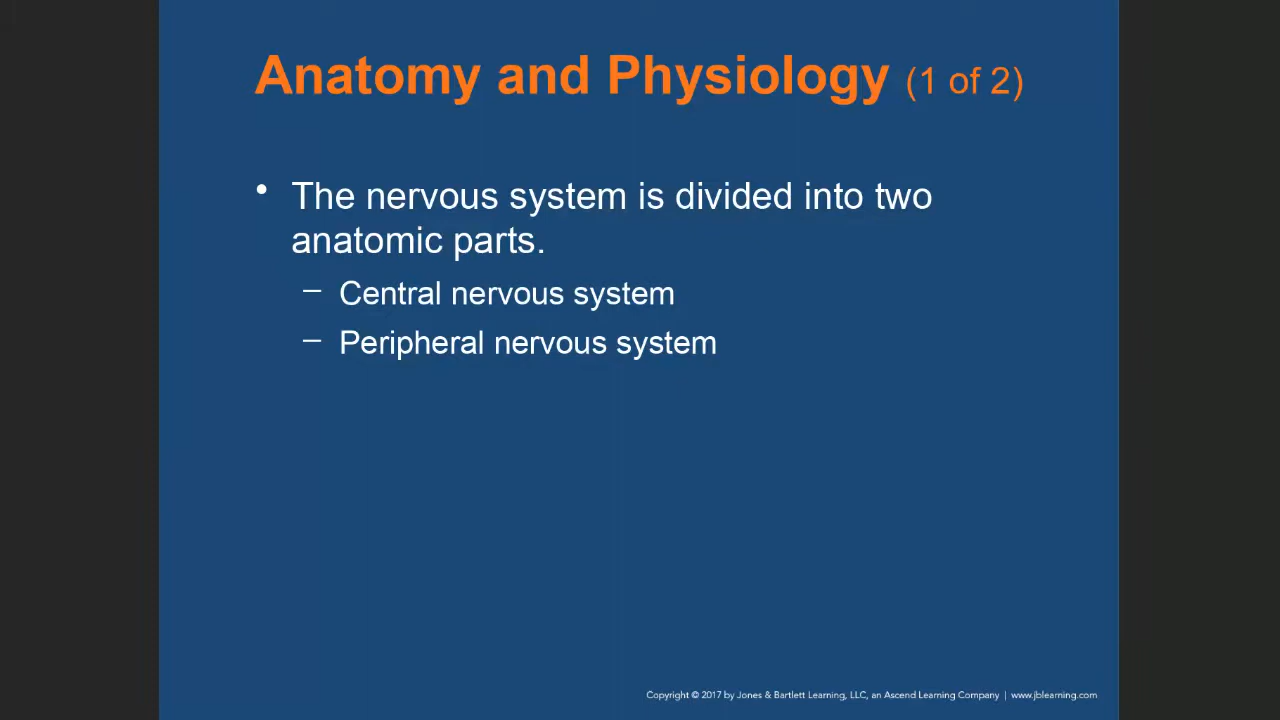 Anatomy and Physiology (1 of 2)
• The nervous system is divided into two
anatomic parts.
– Central nervous system
– Peripheral nervous system
Copyright © 2017 by Jones & Bartlett Learning, LLC, an Ascend Learning Company | www.jblearning.com